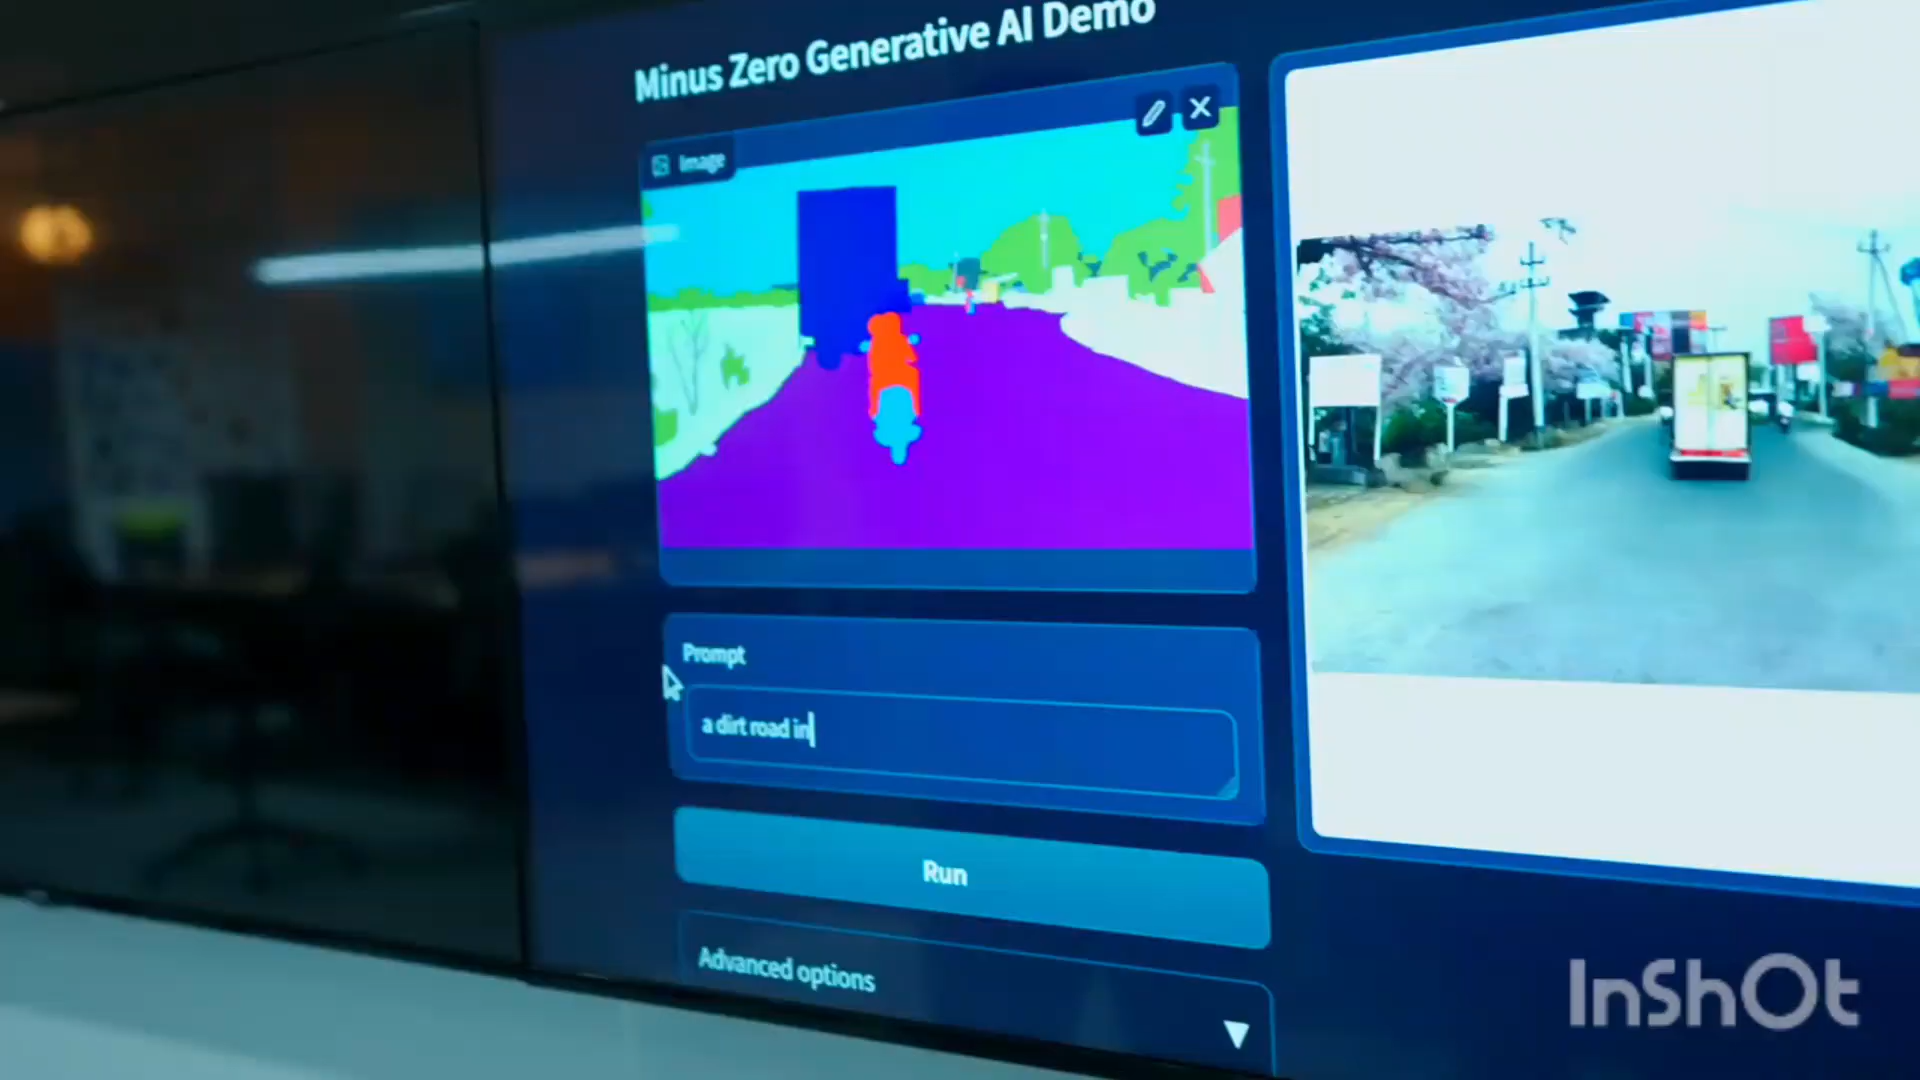 Minus Zero Generative AI Demo
Image
Prompt
a dirt road in
Run
Advanced options
InShOt